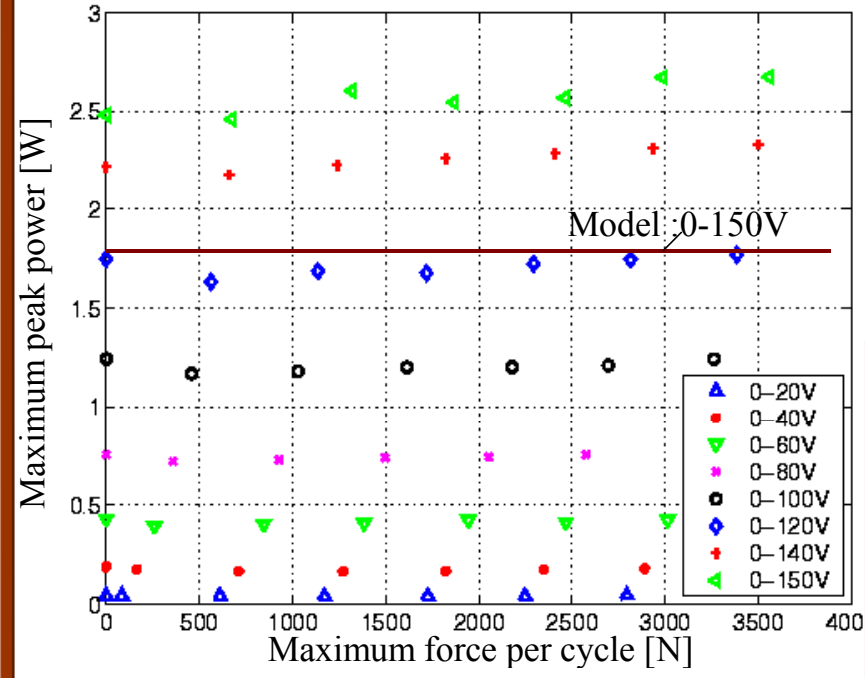 3
2.5
2
1.5
1
0.5
0
Maximum peak power [W]
Model :0-150V
0–20V
0–40V
0–60V
0–80V
0–100V
0–120V
0–140V
0–150V
0 500 1000 1500 2000 2500 3000 3500 400
Maximum force per cycle [N]